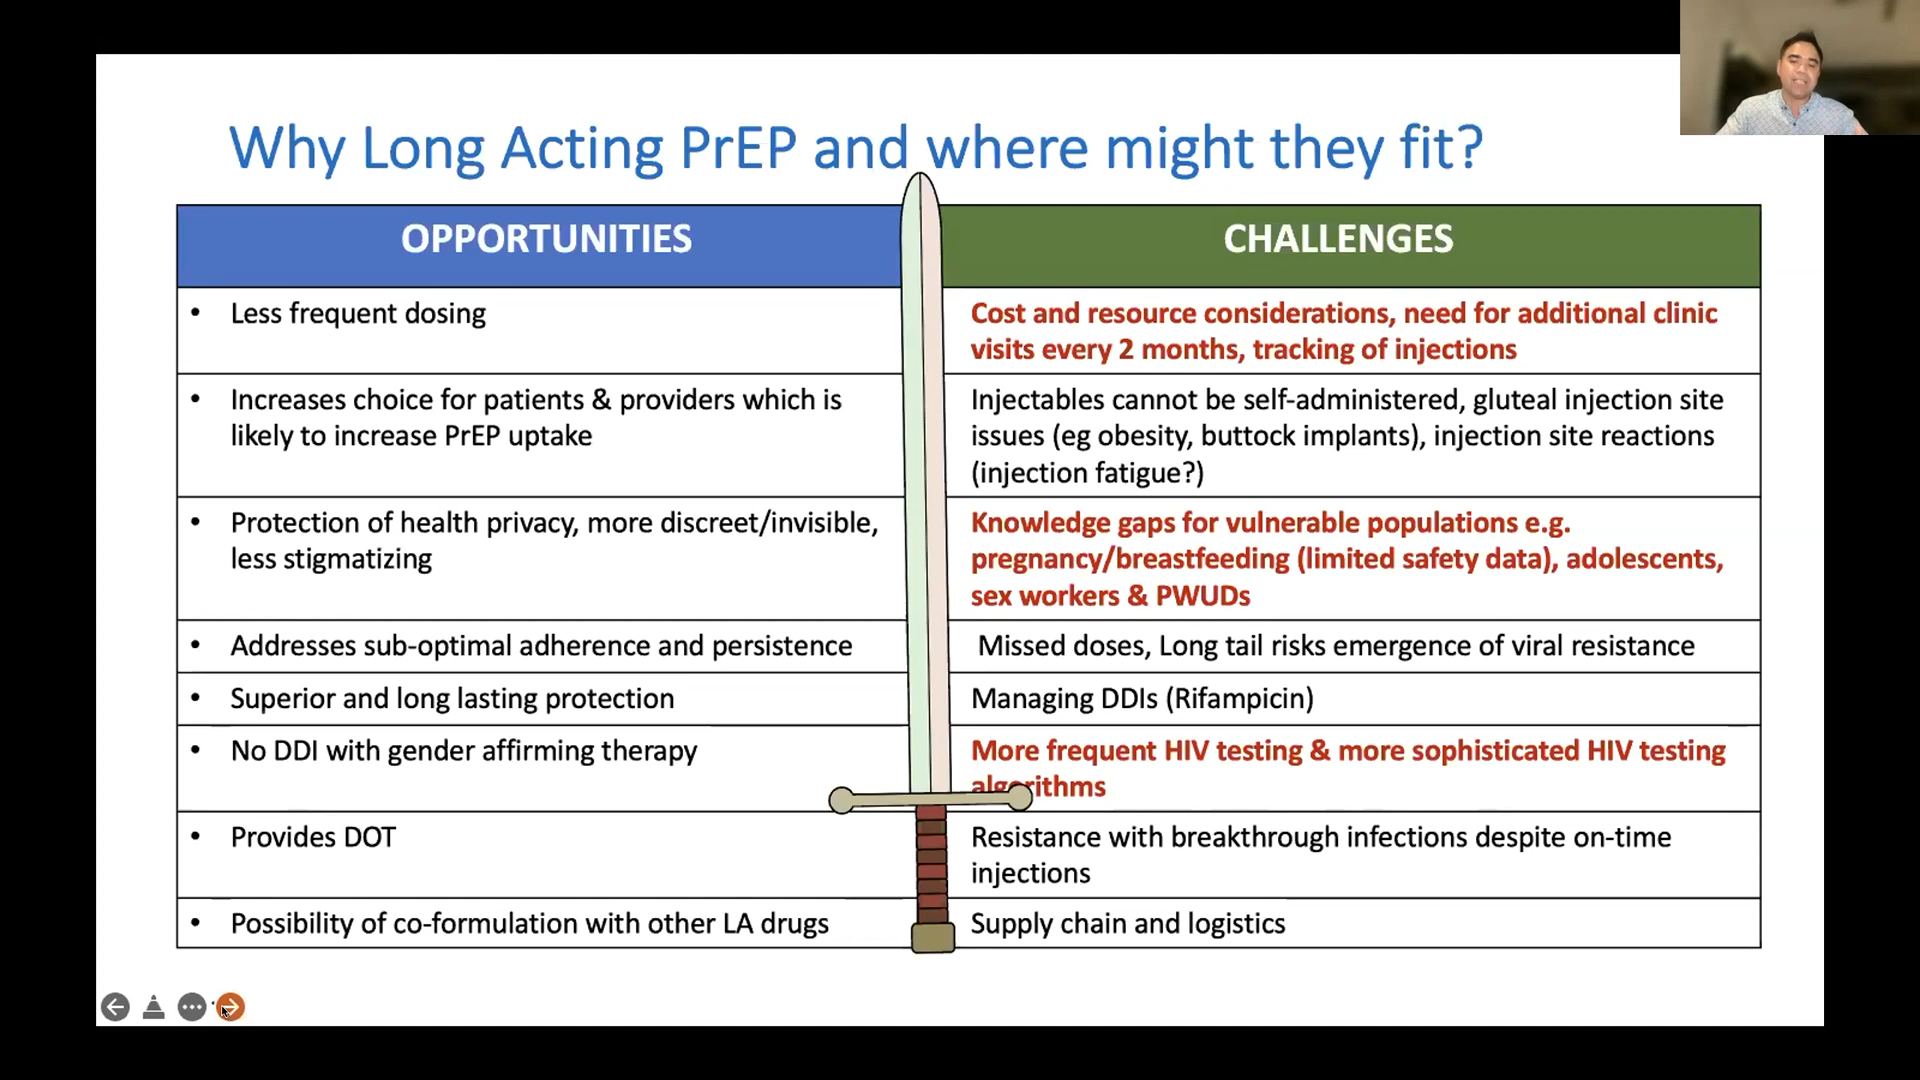 Why Long Acting PrEP and where might they fit?
OPPORTUNITIES
CHALLENGES
• Less frequent dosing
Cost and resource considerations, need for additional clinic
visits every 2 months, tracking of injections
• Increases choice for patients & providers which is
likely to increase PrEP uptake
Injectables cannot be self-administered, gluteal injection site
issues (eg obesity, buttock implants), injection site reactions
(injection fatigue?)
• Protection of health privacy, more discreet/invisible,
less stigmatizing
Knowledge gaps for vulnerable populations e.g.
pregnancy/breastfeeding (limited safety data), adolescents,
sex workers & PWUDs
• Addresses sub-optimal adherence and persistence
Missed doses, Long tail risks emergence of viral resistance
• Superior and long lasting protection
Managing DDIs (Rifampicin)
• No DDI with gender affirming therapy
More frequent HIV testing & more sophisticated HIV testing
algorithms
• Provides DOT
Resistance with breakthrough infections despite on-time
injections
• Possibility of co-formulation with other LA drugs
Supply chain and logistics